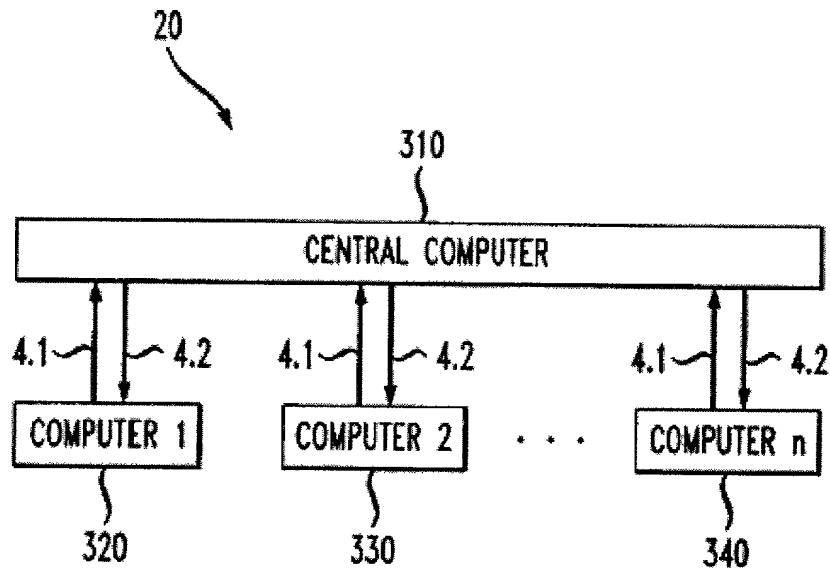 20
310
CENTRAL COMPUTER
4.1 4.2 4.1 4.2 4.1 4.2
COMPUTER 1 COMPUTER 2 . . . COMPUTER n
320 330 340